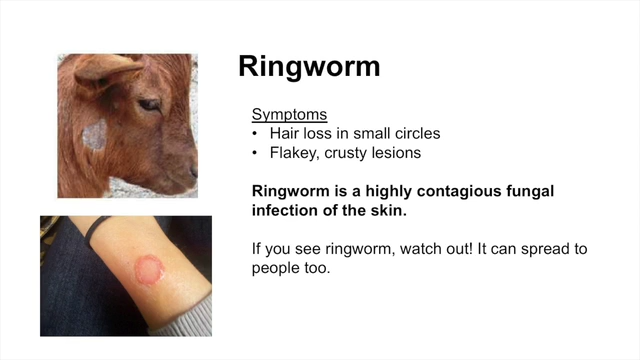 Ringworm
Symptoms
• Hair loss in small circles
• Flakey, crusty lesions
Ringworm is a highly contagious fungal
infection of the skin.
If you see ringworm, watch out! It can spread to
people too.